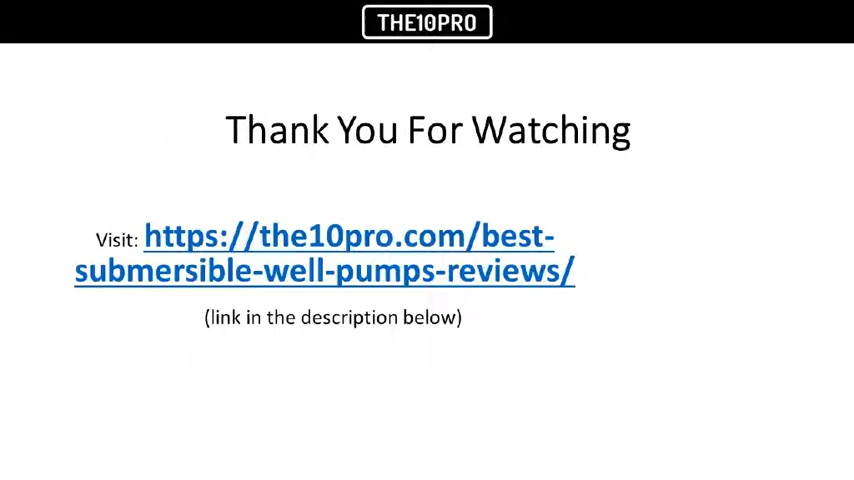 THE10PRO
Thank You For Watching
Visit: https://the10pro.com/best-
submersible-well-pumps-reviews/
(link in the description below)